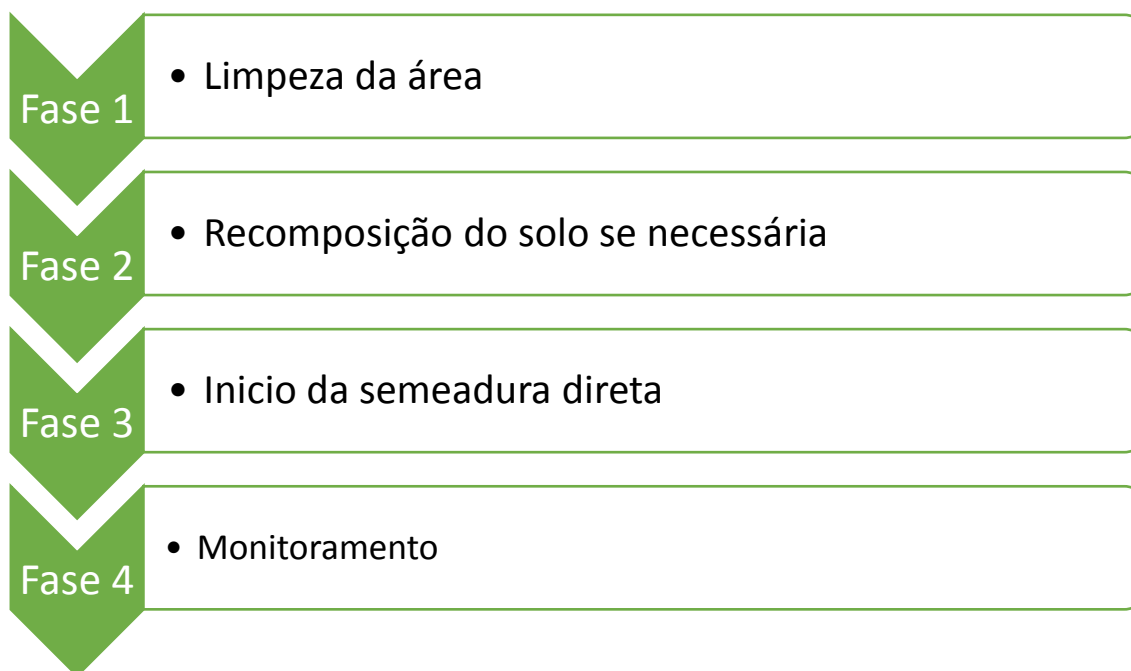 Fase 1
• Limpeza da área
Fase 2
• Recomposição do solo se necessária
Fase 3
• Inicio da semeadura direta
Fase 4
• Monitoramento